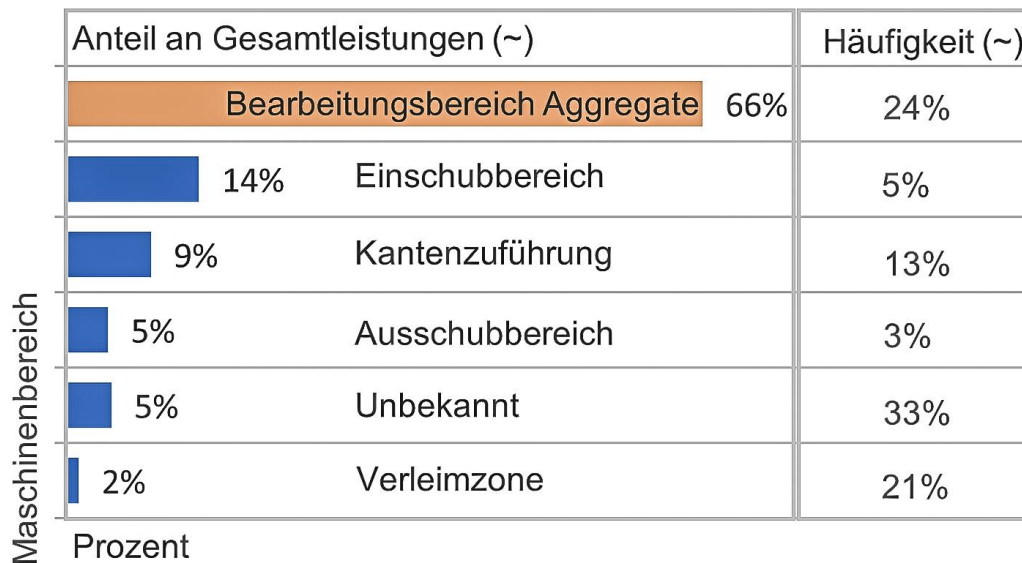 Anteil an Gesamtleistungen (~) Häufigkeit (~)
Bearbeitungsbereich Aggregate 66% 24%
14% Einschubbereich 5%
9% Kantenzuführung 13%
5% Ausschubbereich 3%
5% Unbekannt 33%
2% Verleimzone 21%
Maschinenbereich
Prozent